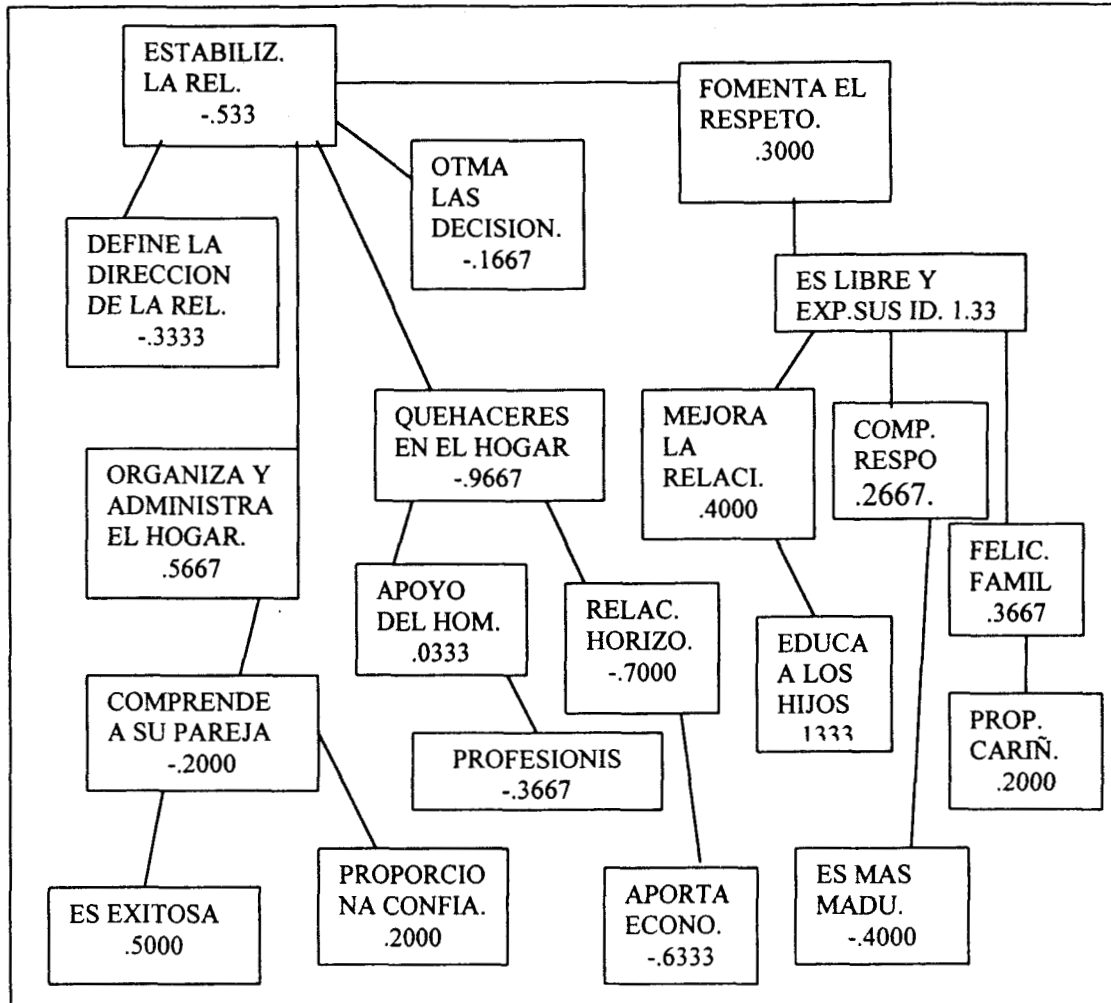 ESTABILIZ.
LA REL.
-.533
FOMENTA EL
RESPETO.
.3000
OTMA
LAS
DECISION.
-.1667
DEFINE LA
DIRECCION
DE LA REL.
-.3333
ES LIBRE Y
EXP.SUS ID. 1.33
QUEHACERES
EN EL HOGAR
-.9667
MEJORA
LA
RELACI.
.4000
COMP.
RESPO
.2667.
ORGANIZA Y
ADMINISTRA
EL HOGAR.
.5667
FELIC.
FAMIL
.3667
APOYO
DEL HOM.
.0333
RELAC.
HORIZO.
-.7000
EDUCA
A LOS
HIJOS
.1333
COMPRENDE
A SU PAREJA
-.2000
PROP.
CARIÑ.
.2000
PROFESIONIS
-.3667
PROPORCIO
NA CONFIA.
.2000
ES MAS
MADU.
-.4000
APORTA
ECONO.
-.6333
ES EXITOSA
.5000